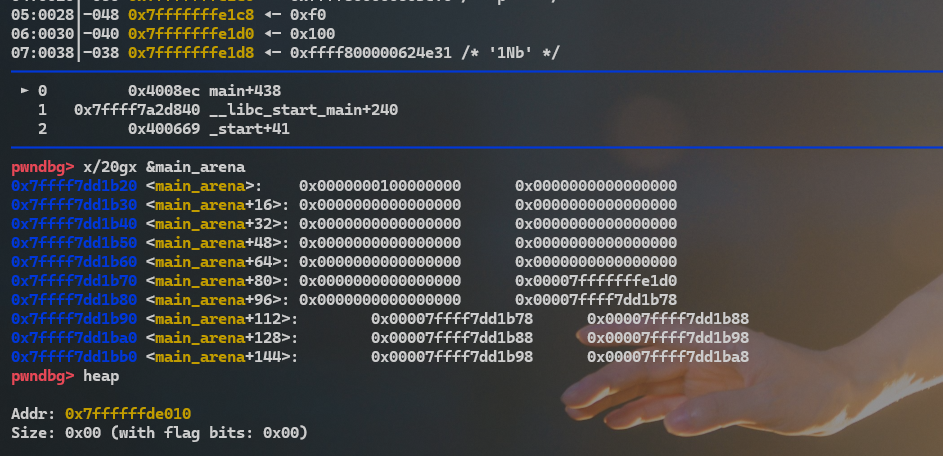 05:0028│-048 0x7fffffffe1c8 ◂— 0xf0
06:0030│-040 0x7fffffffe1d0 ◂— 0x100
07:0038│-038 0x7fffffffe1d8 ◂— 0xffff800000624e31 /* '1Nb' */
► 0 0x4008ec main+438
1 0x7ffff7a2d840 __libc_start_main+240
2 0x400669 _start+41
pwndbg> x/20gx &main_arena
0x7ffff7dd1b20 <main_arena>: 0x0000000100000000 0x0000000000000000
0x7ffff7dd1b30 <main_arena+16>: 0x0000000000000000 0x0000000000000000
0x7ffff7dd1b40 <main_arena+32>: 0x0000000000000000 0x0000000000000000
0x7ffff7dd1b50 <main_arena+48>: 0x0000000000000000 0x0000000000000000
0x7ffff7dd1b60 <main_arena+64>: 0x0000000000000000 0x0000000000000000
0x7ffff7dd1b70 <main_arena+80>: 0x0000000000000000 0x00007fffffffe1d0
0x7ffff7dd1b80 <main_arena+96>: 0x0000000000000000 0x00007ffff7dd1b78
0x7ffff7dd1b90 <main_arena+112>: 0x00007ffff7dd1b78 0x00007ffff7dd1b88
0x7ffff7dd1ba0 <main_arena+128>: 0x00007ffff7dd1b88 0x00007ffff7dd1b98
0x7ffff7dd1bb0 <main_arena+144>: 0x00007ffff7dd1b98 0x00007ffff7dd1ba8
pwndbg> heap
Addr: 0x7ffffffde010
Size: 0x00 (with flag bits: 0x00)